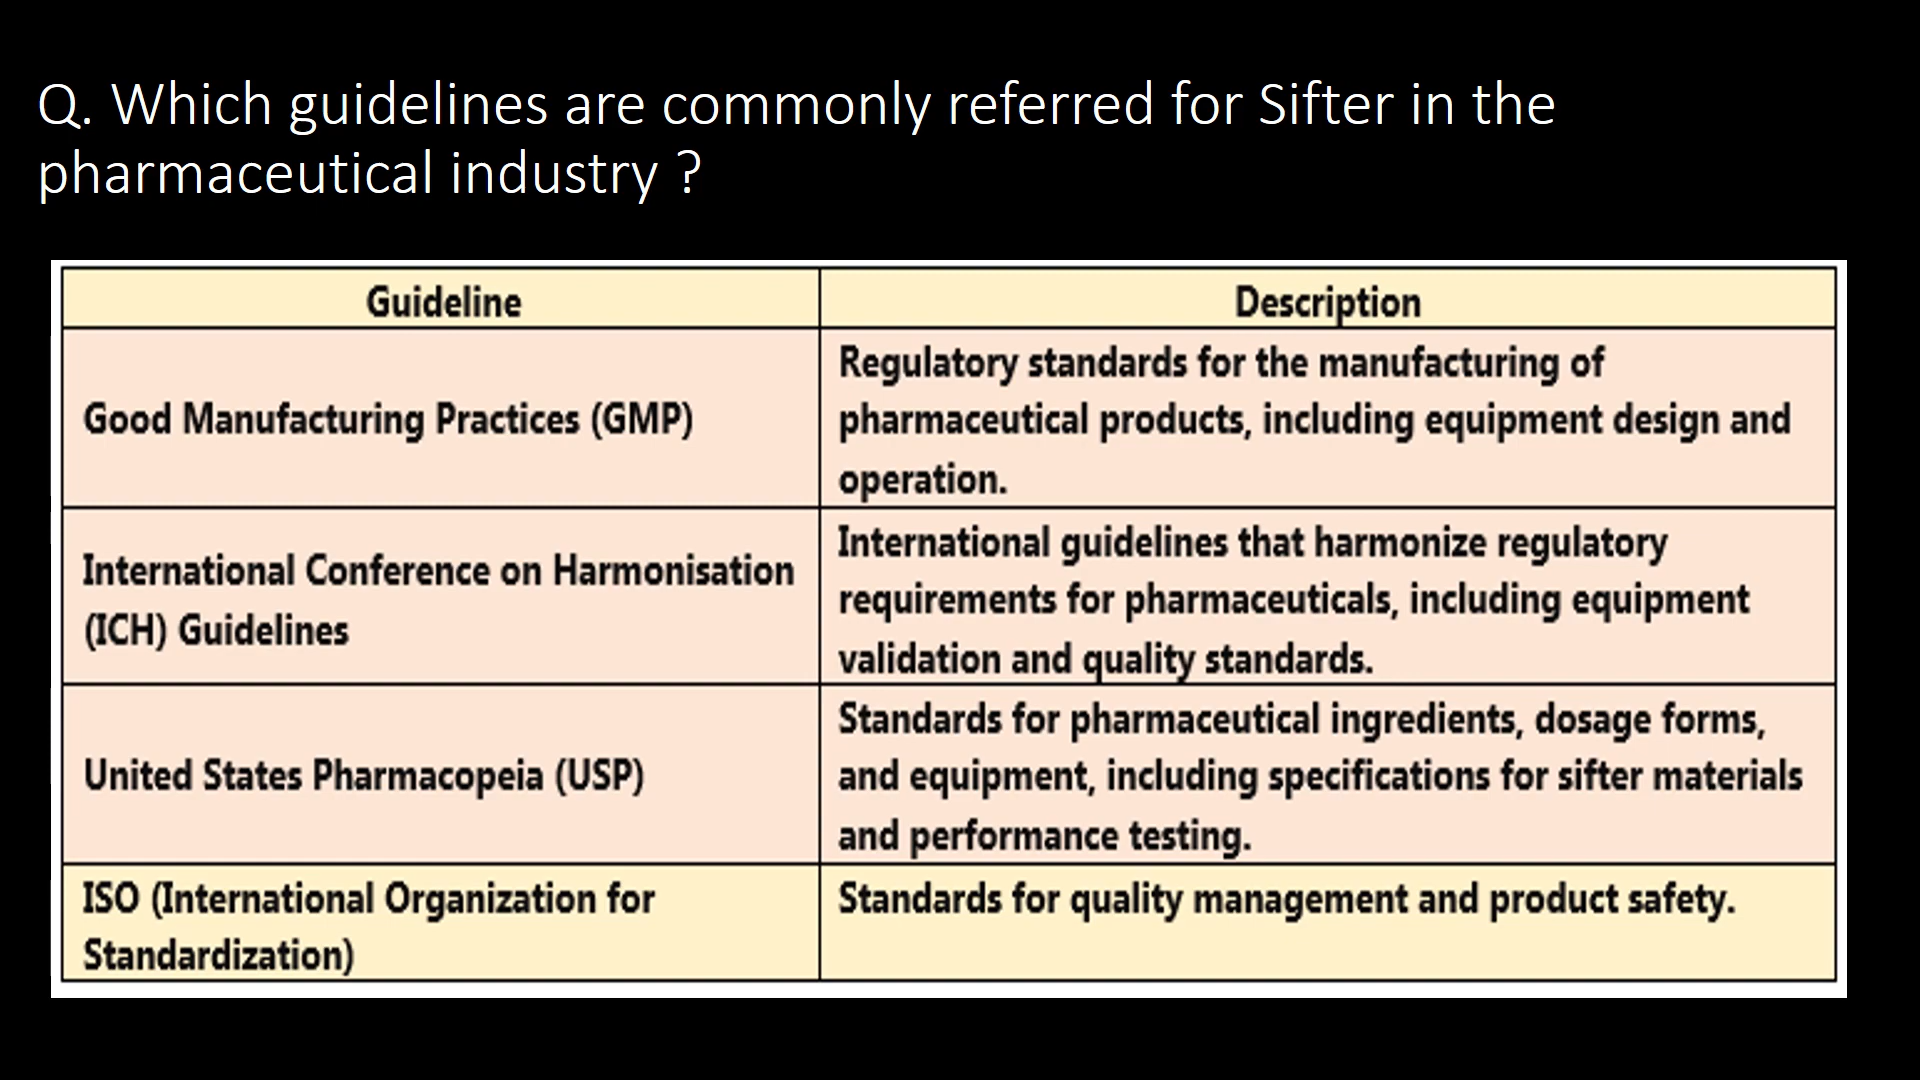 Q. Which guidelines are commonly referred for Sifter in the
pharmaceutical industry ?
Guideline
Description
Good Manufacturing Practices (GMP)
Regulatory standards for the manufacturing of
pharmaceutical products, including equipment design and
operation.
International Conference on Harmonisation
(ICH) Guidelines
International guidelines that harmonize regulatory
requirements for pharmaceuticals, including equipment
validation and quality standards.
United States Pharmacopeia (USP)
Standards for pharmaceutical ingredients, dosage forms,
and equipment, including specifications for sifter materials
and performance testing.
ISO (International Organization for
Standardization)
Standards for quality management and product safety.